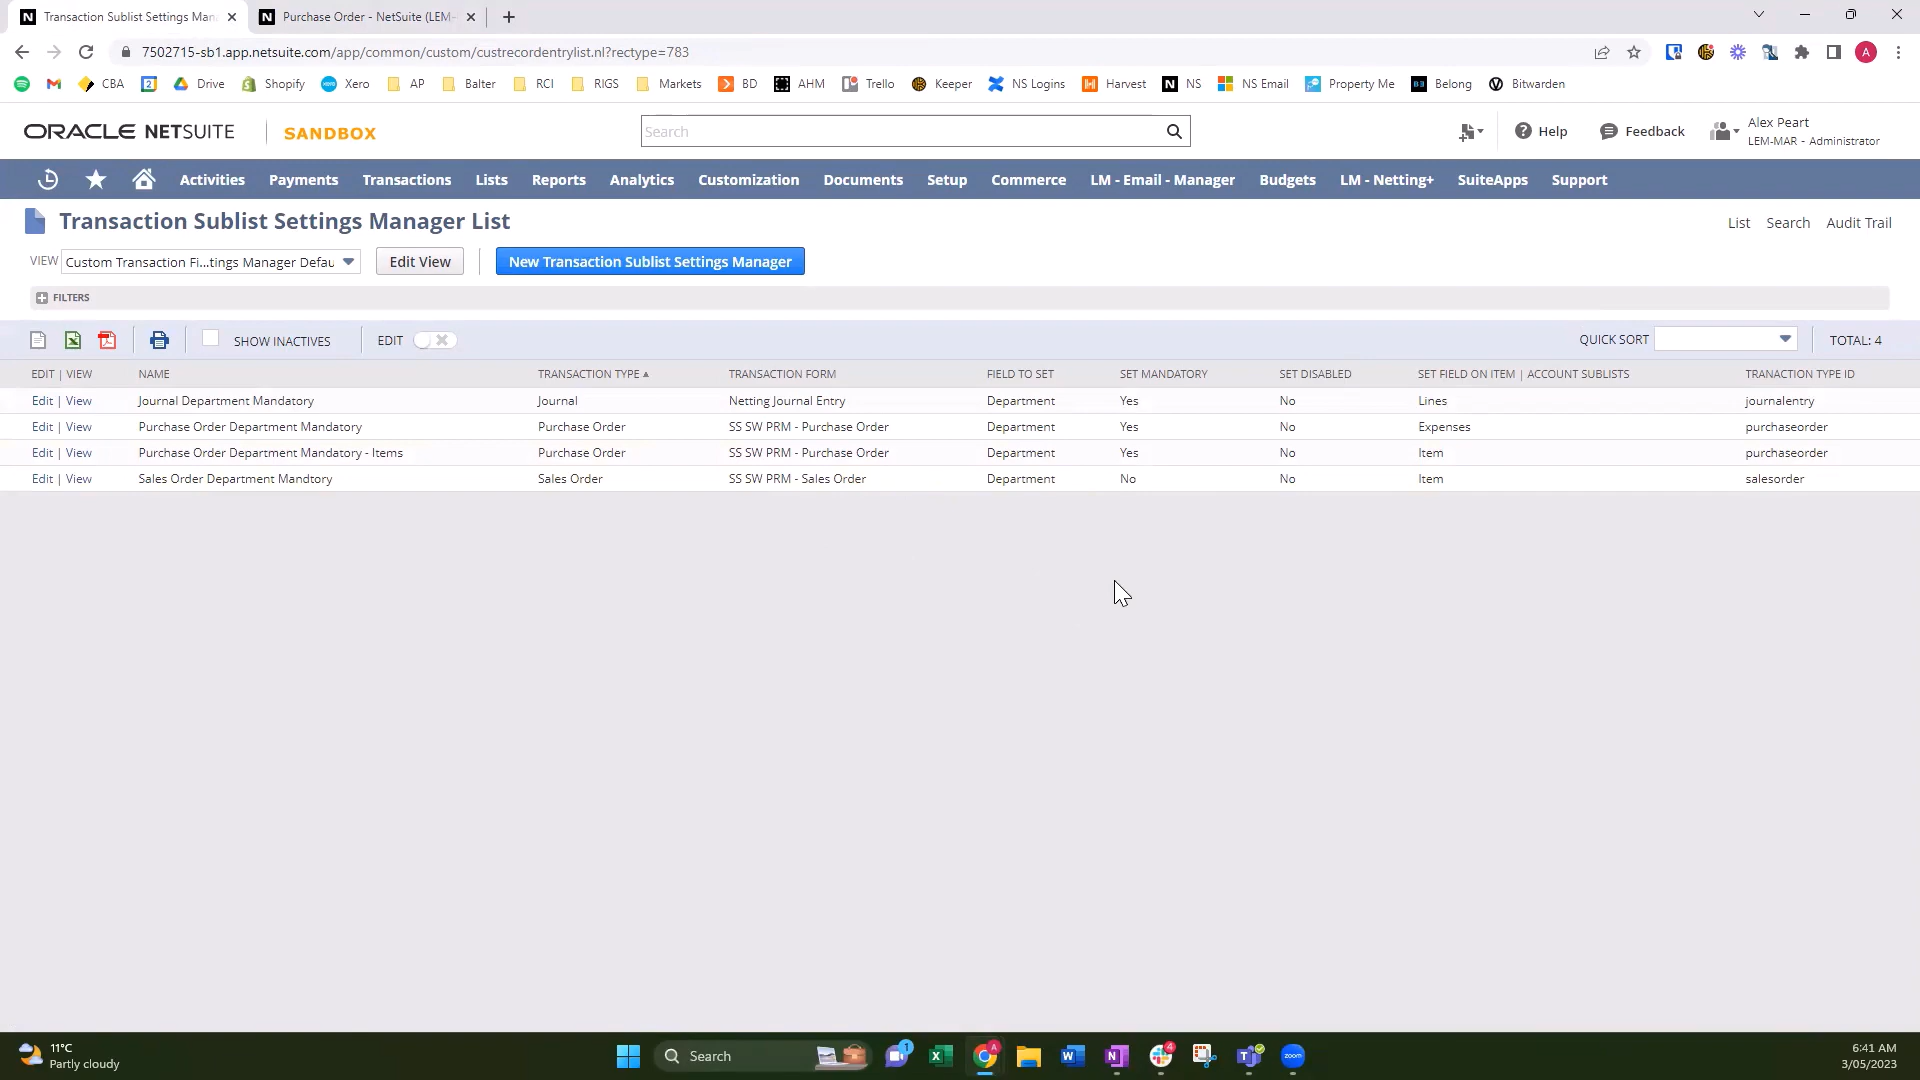 Transaction Sublist Settings Man
Purchase Order - NetSuite (LEM-
7502715-sb1.app.netsuite.com/app/common/custom/custrecordentrylist.nl?rectype=783
A
CBA
Drive
Shopify
Xero
AP
Balter
RCI
RIGS
Markets
BD
AHM
Trello
Keeper
NS Logins
Harvest
NS
NS Email
Property Me
Belong
Bitwarden
ORACLE NETSUITE
SANDBOX
Search
Help
Feedback
Alex Peart
LEM-MAR - Administrator
Activities
Payments
Transactions
Lists
Reports
Analytics
Customization
Documents
Setup
Commerce
LM - Email - Manager
Budgets
LM - Netting+
SuiteApps
Support
Transaction Sublist Settings Manager List
List
Search
Audit Trail
VIEW
Custom Transaction Fi...tings Manager Defau
Edit View
New Transaction Sublist Settings Manager
FILTERS
SHOW INACTIVES
EDIT
QUICK SORT
TOTAL: 4
EDIT | VIEW NAME TRANSACTION TYPE ▲ TRANSACTION FORM FIELD TO SET SET MANDATORY SET DISABLED SET FIELD ON ITEM | ACCOUNT SUBLISTS TRANACTION TYPE ID
Edit | View Journal Department Mandatory Journal Netting Journal Entry Department Yes No Lines journalentry
Edit | View Purchase Order Department Mandatory Purchase Order SS SW PRM - Purchase Order Department Yes No Expenses purchaseorder
Edit | View Purchase Order Department Mandatory - Items Purchase Order SS SW PRM - Purchase Order Department Yes No Item purchaseorder
Edit | View Sales Order Department Mandtory Sales Order SS SW PRM - Sales Order Department No No Item salesorder
11°C
Partly cloudy
Search
1
A
4
zoom
6:41 AM
3/05/2023